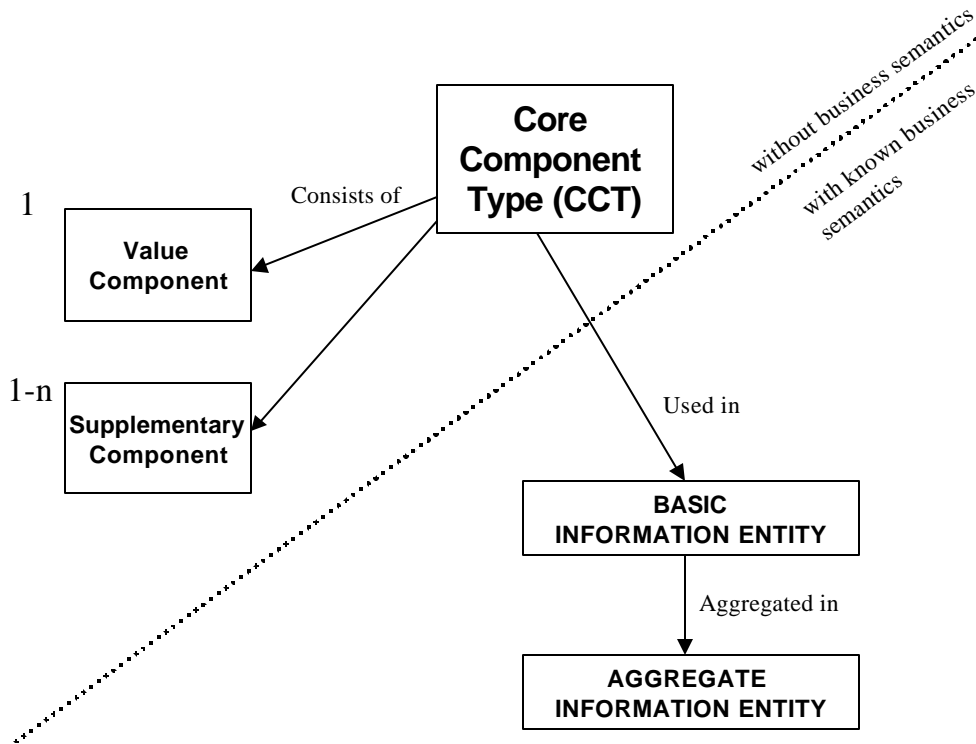 without business semantics
with known business
semantics
Core
Component
Type (CCT)
Consists of
1
Value
Component
1-n
Supplementary
Component
Used in
BASIC
INFORMATION ENTITY
Aggregated in
AGGREGATE
INFORMATION ENTITY